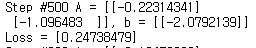 Step #500 A = [[-0.22314341]
 [-1.096483  ]], b = [[-2.0792139]]
Loss = [0.24738479]